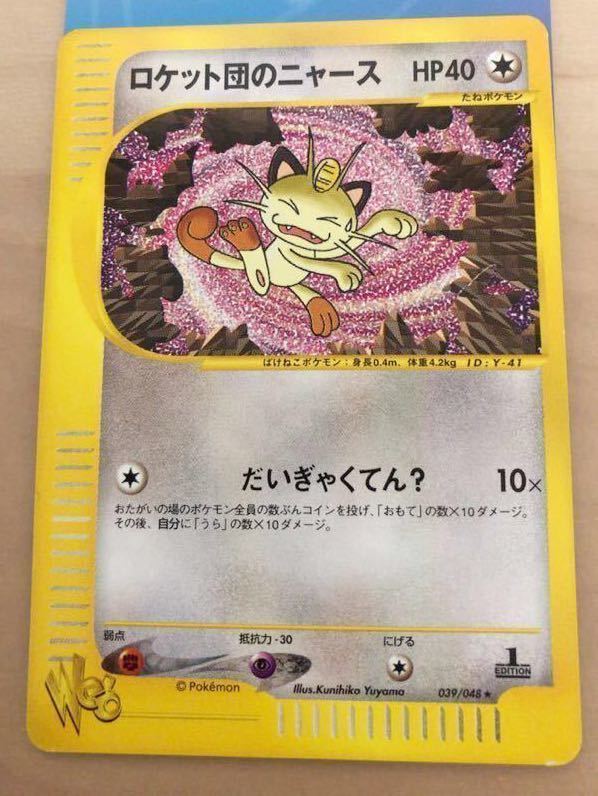 ロケット団のニャース HP40
たねポケモン
ばけねこポケモン：身長0.4m、体重4.2kg ID:Y-41
だいぎゃくてん？ 10×
おたがいの場のポケモン全員の数ぶんコインを投げ、「おもて」の数×10ダメージ。
その後、自分に「うら」の数×10ダメージ。
弱点 抵抗力-30 にげる
1
EDITION
©Pokémon Illus.Kunihiko Yuyama 039/048★
Web